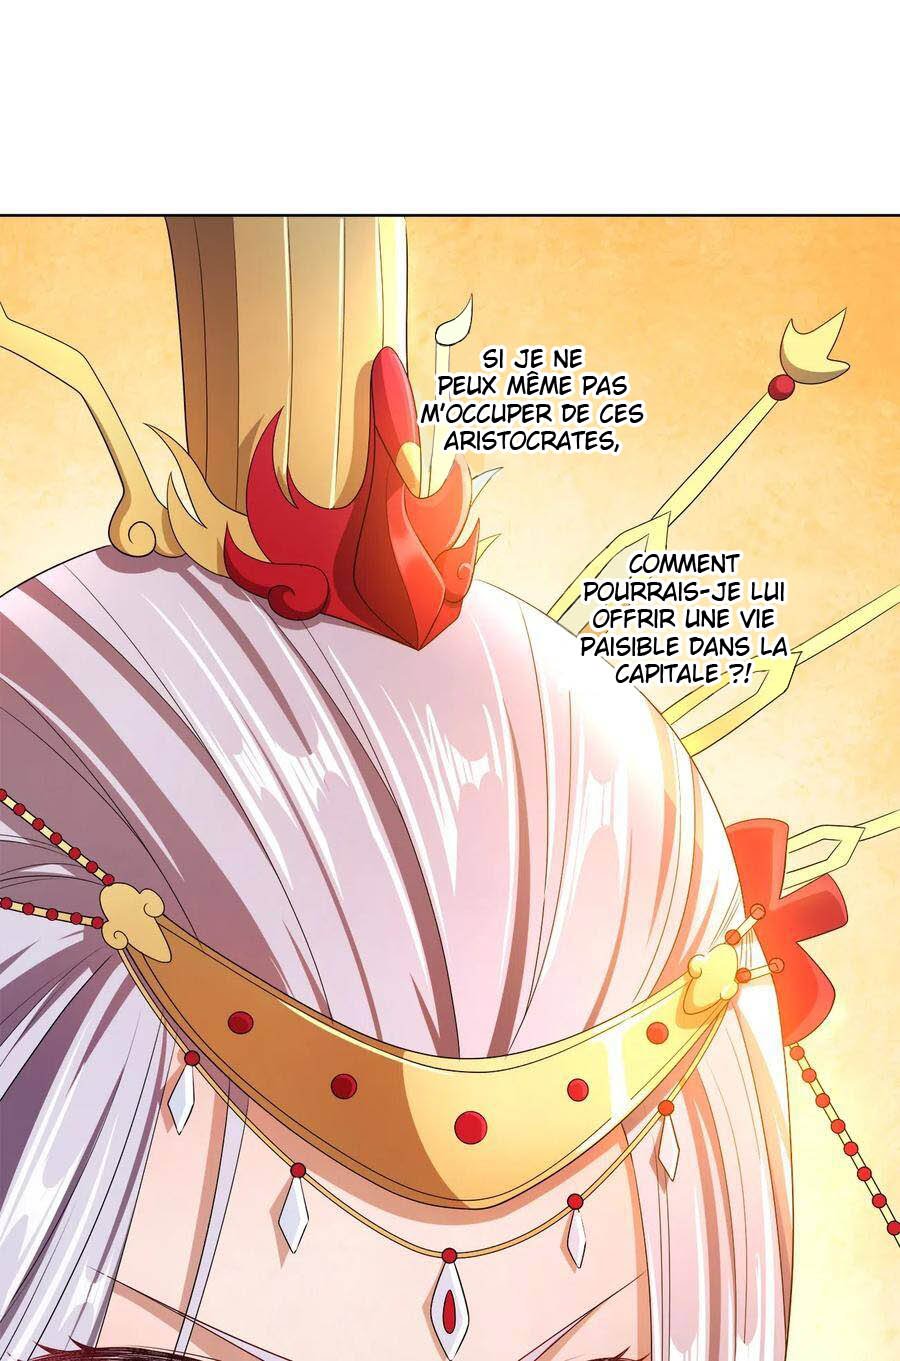 SI JE NE
PEUX MÊME PAS
M'OCCUPER DE CES
ARISTOCRATES,
COMMENT
POURRAIS-JE LUI
OFFRIR UNE VIE
PAISIBLE DANS LA
CAPITALE ?!